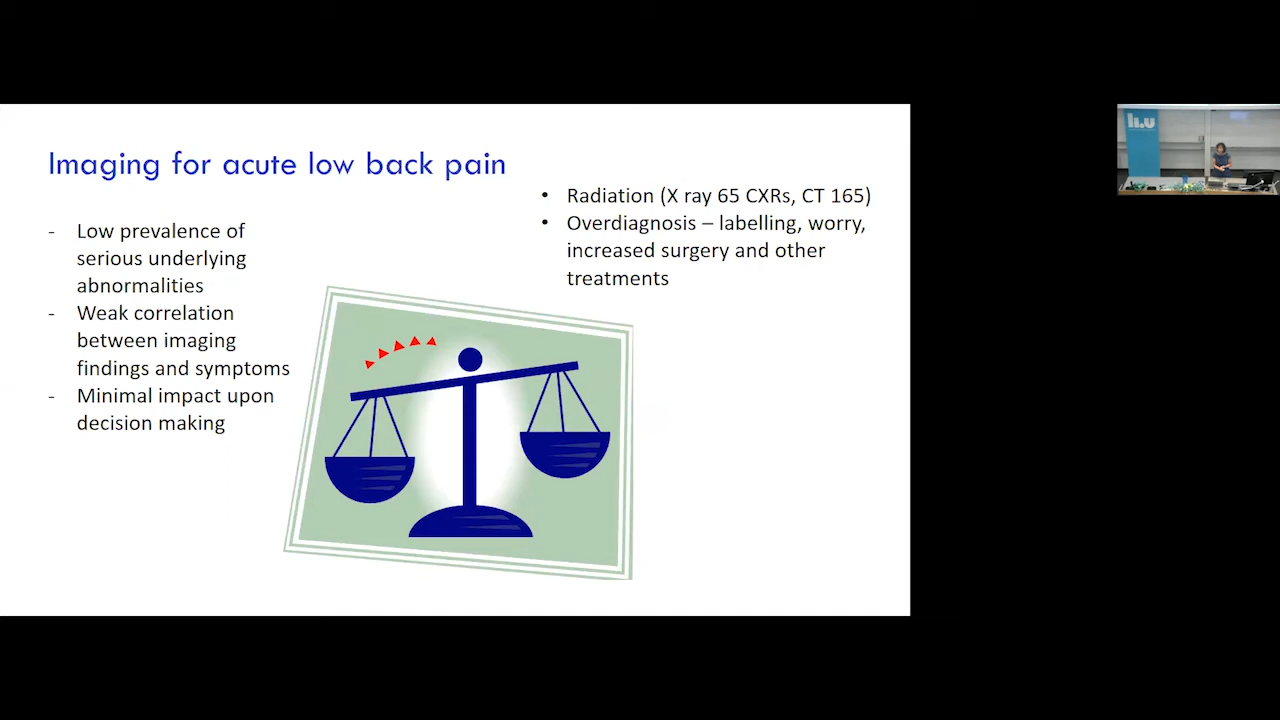 Imaging for acute low back pain
- Low prevalence of
serious underlying
abnormalities
- Weak correlation
between imaging
findings and symptoms
- Minimal impact upon
decision making
• Radiation (X ray 65 CXRs, CT 165)
• Overdiagnosis – labelling, worry,
increased surgery and other
treatments
li.u